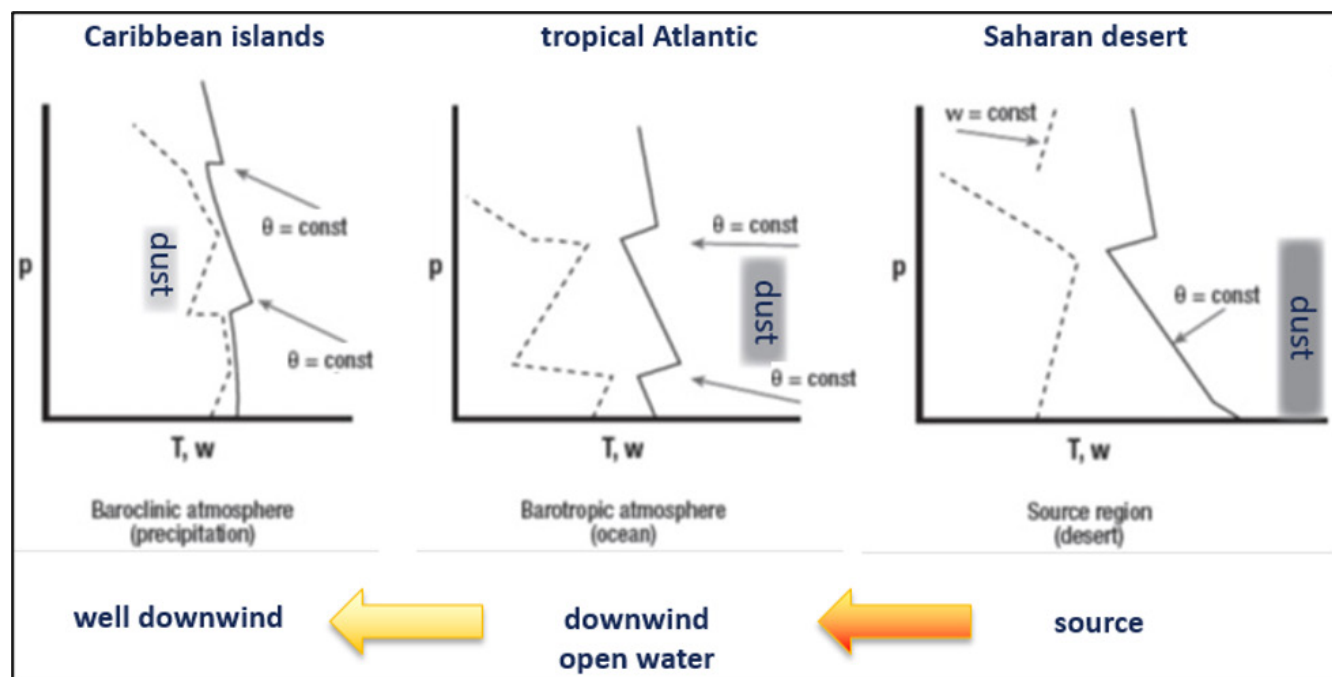 Caribbean islands
p
dust
θ = const
θ = const
T, w
Baroclinic atmosphere
(precipitation)
well downwind
tropical Atlantic
p
θ = const
dust
θ = const
T, w
Barotropic atmosphere
(ocean)
downwind
open water
Saharan desert
w = const
p
θ = const
dust
T, w
Source region
(desert)
source